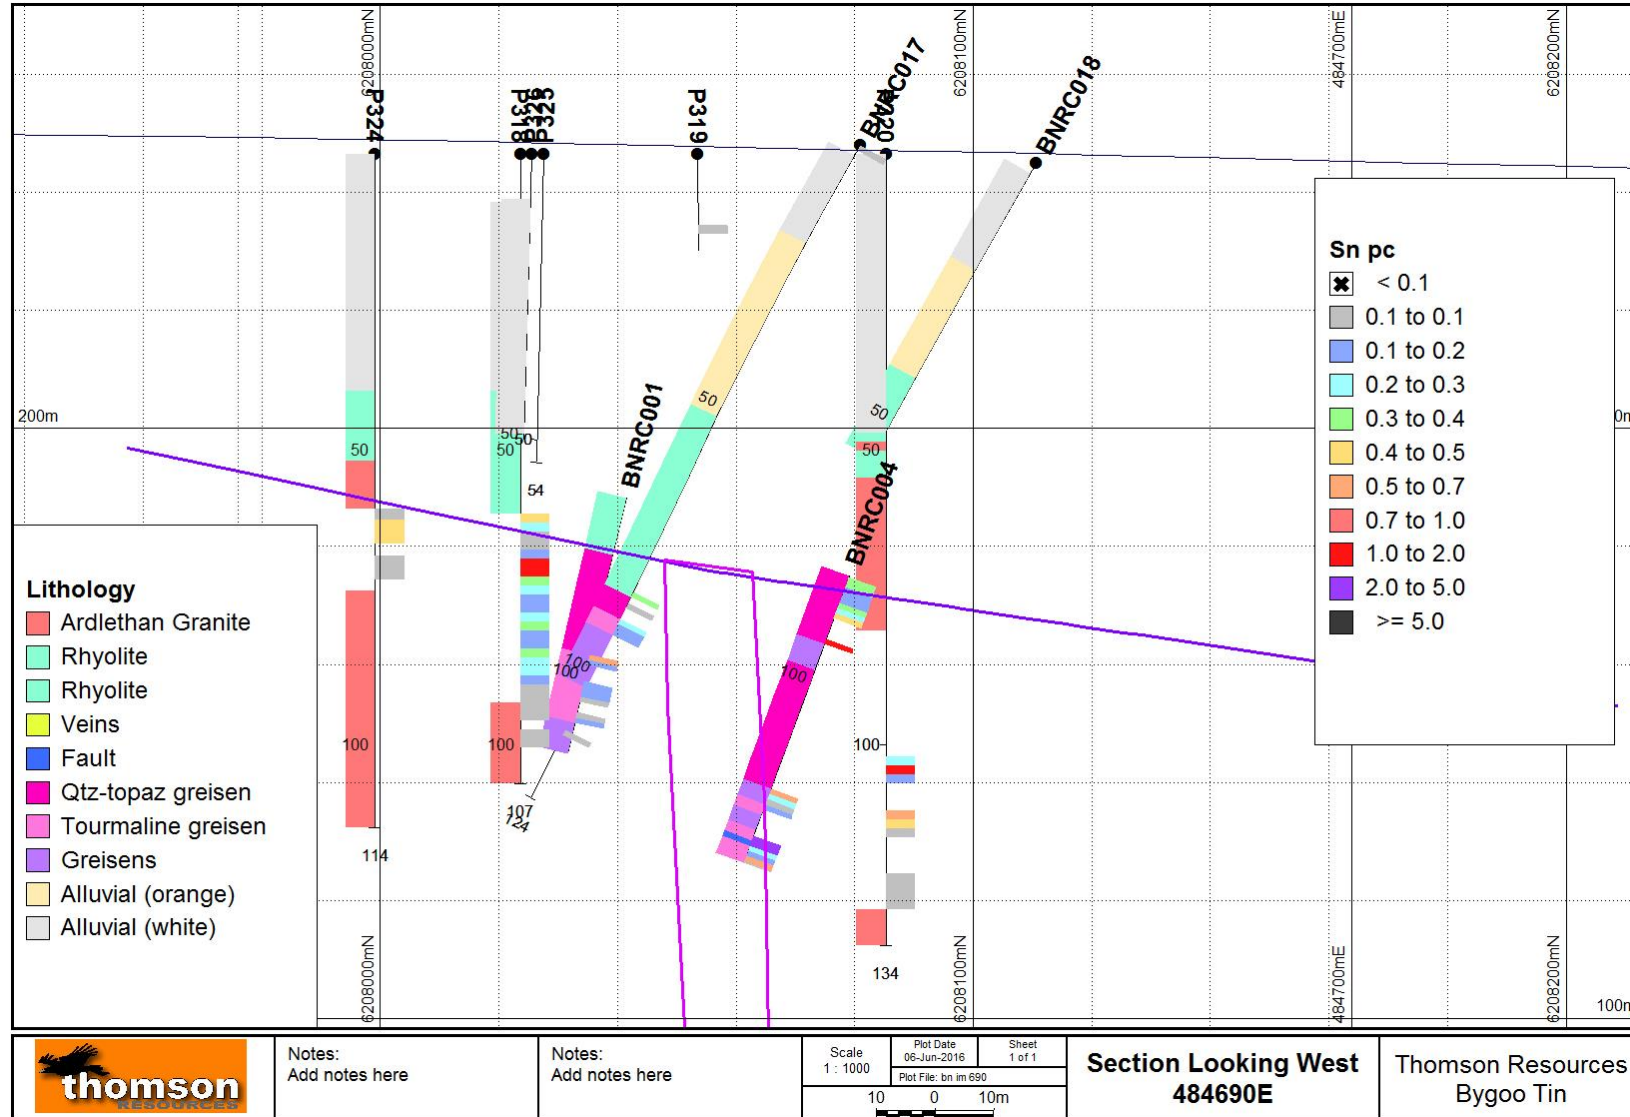 6208000mN
6208100mN
484700mE
6208200mN
P324
P318
P326
P325
P319
BNRC017
BNRC018
200m
0m
50
50
50
50
50
50
50
54
BNRC001
BNRC004
Sn pc
< 0.1
0.1 to 0.1
0.1 to 0.2
0.2 to 0.3
0.3 to 0.4
0.4 to 0.5
0.5 to 0.7
0.7 to 1.0
1.0 to 2.0
2.0 to 5.0
>= 5.0
Lithology
Ardlethan Granite
Rhyolite
Rhyolite
Veins
Fault
Qtz-topaz greisen
Tourmaline greisen
Greisens
Alluvial (orange)
Alluvial (white)
100
100
100
100
100
100
107
124
114
134
6208000mN
6208100mN
484700mE
6208200mN
100m
thomson
RESOURCES
Notes:
Add notes here
Notes:
Add notes here
Scale
1 : 1000
Plot Date
06-Jun-2016
Sheet
1 of 1
Plot File: bn im 690
10 0 10m
Section Looking West
484690E
Thomson Resources
Bygoo Tin